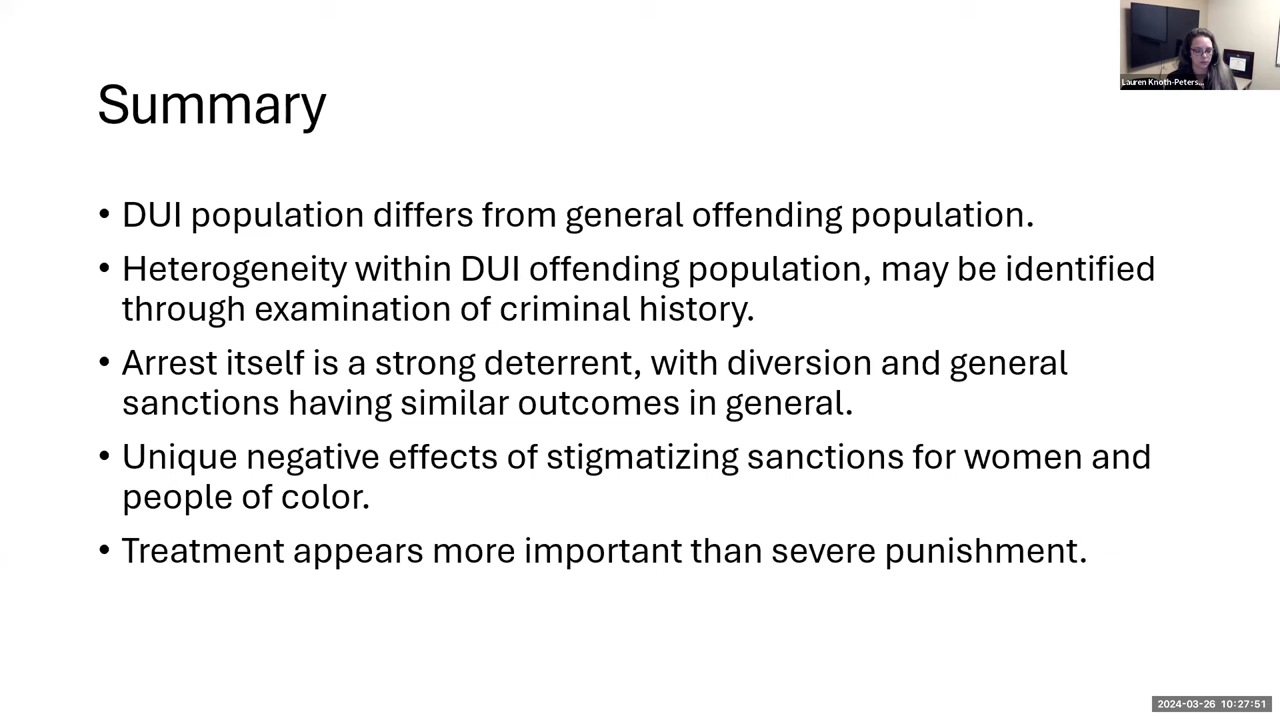 Lauren Knoth-Peters...
Summary
• DUI population differs from general offending population.
• Heterogeneity within DUI offending population, may be identified
through examination of criminal history.
• Arrest itself is a strong deterrent, with diversion and general
sanctions having similar outcomes in general.
• Unique negative effects of stigmatizing sanctions for women and
people of color.
• Treatment appears more important than severe punishment.
2024-03-26 10:27:51